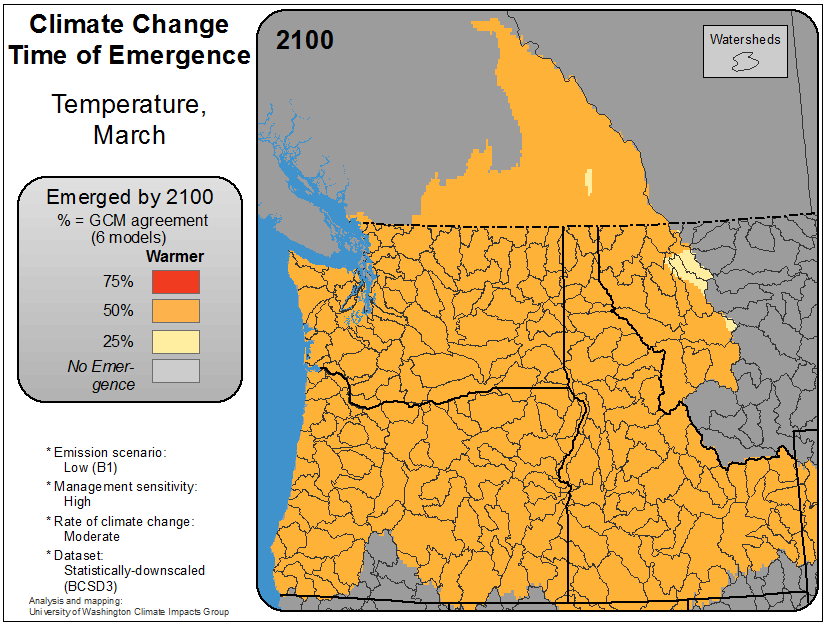 Climate Change
Time of Emergence
Temperature,
March
Emerged by 2100
% = GCM agreement
(6 models)
Warmer
75%
50%
25%
No Emer-
gence
* Emission scenario:
Low (B1)
* Management sensitivity:
High
* Rate of climate change:
Moderate
* Dataset:
Statistically-downscaled
(BCSD3)
Analysis and mapping:
University of Washington Climate Impacts Group
2100
Watersheds